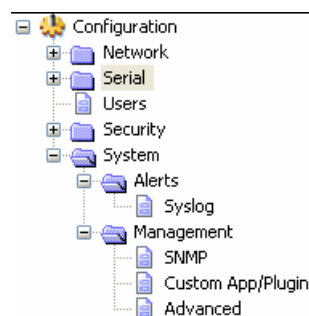 Configuration
Network
Serial
Users
Security
System
Alerts
Syslog
Management
SNMP
Custom App/Plugin
Advanced